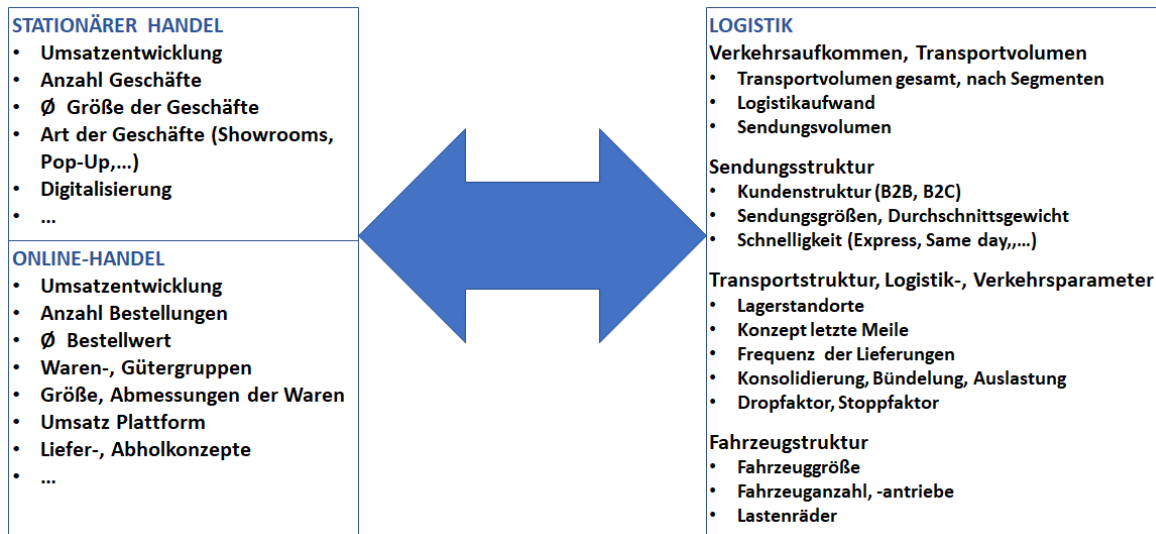 STATIONÄRER HANDEL
• Umsatzentwicklung
• Anzahl Geschäfte
• Ø Größe der Geschäfte
• Art der Geschäfte (Showrooms,
Pop-Up,...)
• Digitalisierung
• ...
ONLINE-HANDEL
• Umsatzentwicklung
• Anzahl Bestellungen
• Ø Bestellwert
• Waren-, Gütergruppen
• Größe, Abmessungen der Waren
• Umsatz Plattform
• Liefer-, Abholkonzepte
• ...
LOGISTIK
Verkehrsaufkommen, Transportvolumen
• Transportvolumen gesamt, nach Segmenten
• Logistikaufwand
• Sendungsvolumen
Sendungsstruktur
• Kundenstruktur (B2B, B2C)
• Sendungsgrößen, Durchschnittsgewicht
• Schnelligkeit (Express, Same day,,...)
Transportstruktur, Logistik-, Verkehrsparameter
• Lagerstandorte
• Konzept letzte Meile
• Frequenz der Lieferungen
• Konsolidierung, Bündelung, Auslastung
• Dropfaktor, Stoppfaktor
Fahrzeugstruktur
• Fahrzeuggröße
• Fahrzeuganzahl, -antriebe
• Lastenräder